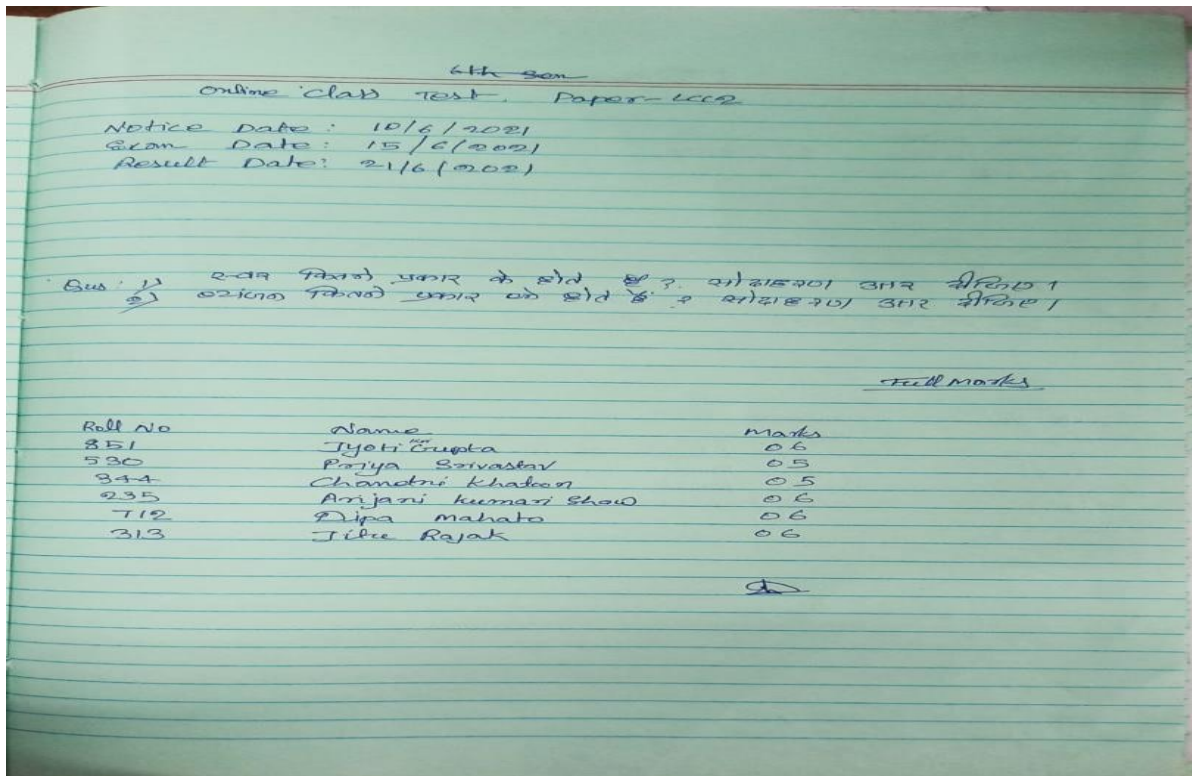 6th Sem
Online Class Test. Paper-LCC2
Notice Date: 10/6/2021
Exam Date: 15/6/2021
Result Date: 21/6/2021
Qus: 1) स्वर कितने प्रकार के होते हैं? सोदाहरण उत्तर दीजिए।
2) व्यंजन कितने प्रकार के होते हैं? सोदाहरण उत्तर दीजिए।
Full Marks
Roll No Name Marks
851 Jyoti Gupta 06
530 Priya Srivastav 05
344 Chandni Khatoon 05
235 Anjani Kumari Show 06
712 Dipa Mahato 06
313 Rajak 06